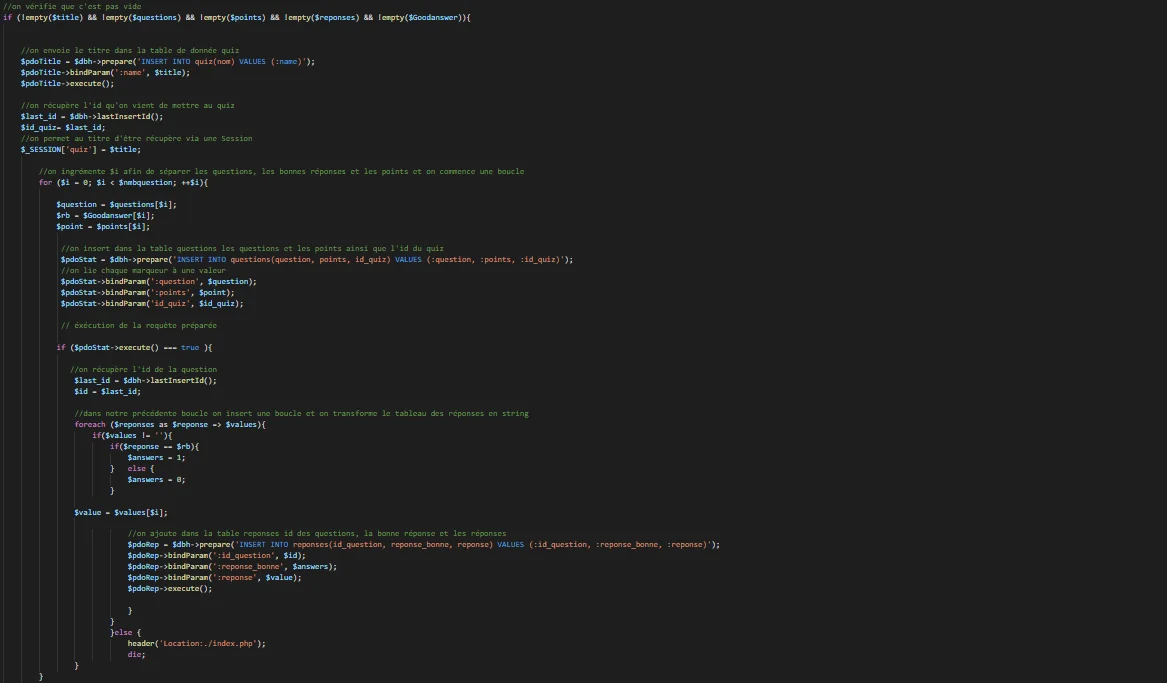 //on vérifie que c'est pas vide
if (!empty($title) && !empty($questions) && !empty($points) && !empty($reponses) && !empty($Goodanswer)){
//on envoie le titre dans la table de donnée quiz
$pdoTitle = $dbh->prepare('INSERT INTO quiz(nom) VALUES (:name)');
$pdoTitle->bindParam(':name', $title);
$pdoTitle->execute();
//on récupère l'id qu'on vient de mettre au quiz
$last_id = $dbh->lastInsertId();
$id_quiz= $last_id;
//on permet au titre d'être récupère via une Session
$_SESSION['quiz'] = $title;
//on ingrémente $i afin de séparer les questions, les bonnes réponses et les points et on commence une boucle
for ($i = 0; $i < $nmbquestion; ++$i){
$question = $questions[$i];
$rb = $Goodanswer[$i];
$point = $points[$i];
//on insert dans la table questions les questions et les points ainsi que l'id du quiz
$pdoStat = $dbh->prepare('INSERT INTO questions(question, points, id_quiz) VALUES (:question, :points, :id_quiz)');
//on lie chaque marqueur à une valeur
$pdoStat->bindParam(':question', $question);
$pdoStat->bindParam(':points', $point);
$pdoStat->bindParam('id_quiz', $id_quiz);
// éxécution de la requête préparée
if ($pdoStat->execute() === true ){
//on récupère l'id de la question
$last_id = $dbh->lastInsertId();
$id = $last_id;
//dans notre précédente boucle on insert une boucle et on transforme le tableau des réponses en string
foreach ($reponses as $reponse => $values){
if($values != ''){
if($reponse == $rb){
$answers = 1;
} else {
$answers = 0;
}
$value = $values[$i];
//on ajoute dans la table reponses id des questions, la bonne réponse et les réponses
$pdoRep = $dbh->prepare('INSERT INTO reponses(id_question, reponse_bonne, reponse) VALUES (:id_question, :reponse_bonne, :reponse)');
$pdoRep->bindParam(':id_question', $id);
$pdoRep->bindParam(':reponse_bonne', $answers);
$pdoRep->bindParam(':reponse', $value);
$pdoRep->execute();
}
}
}else {
header('Location:./index.php');
die;
}
}